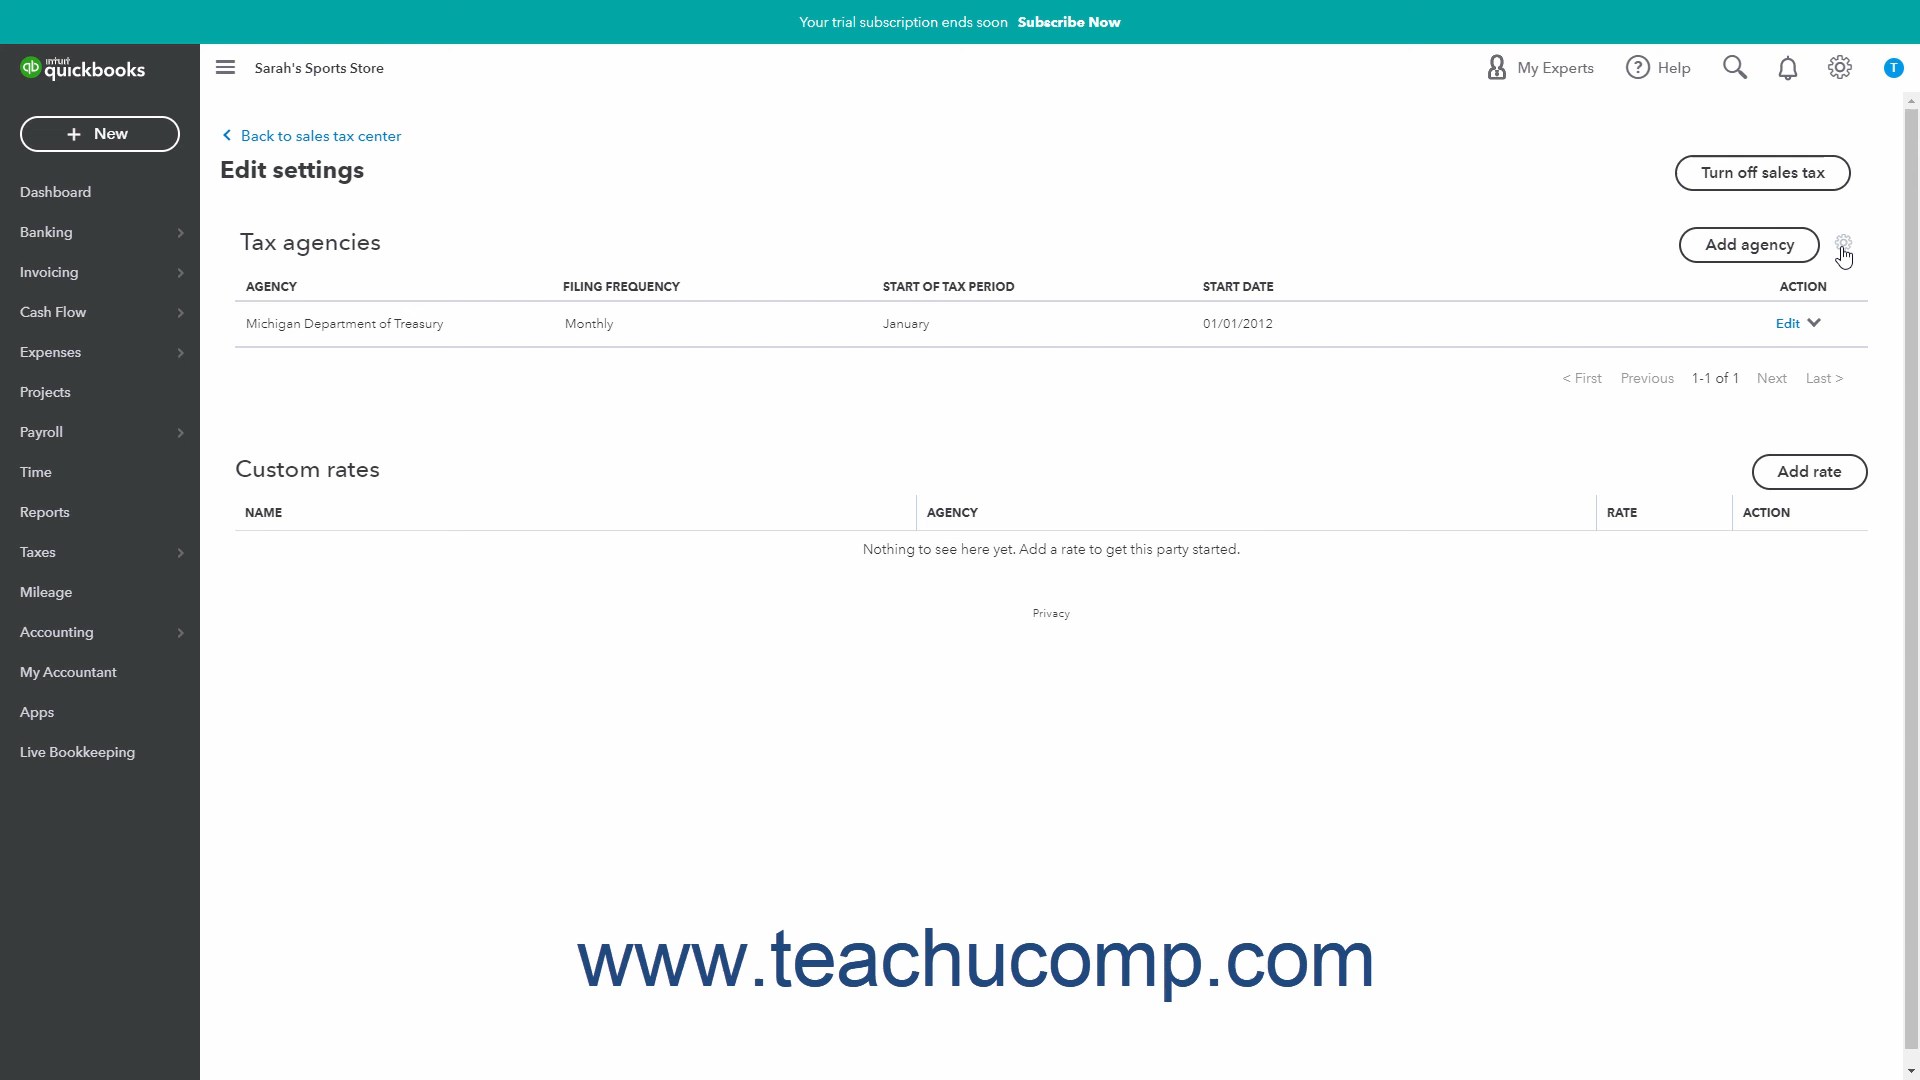 Your trial subscription ends soon Subscribe Now
intuit quickbooks
Sarah's Sports Store
My Experts
Help
T
+ New
Dashboard
Banking
Invoicing
Cash Flow
Expenses
Projects
Payroll
Time
Reports
Taxes
Mileage
Accounting
My Accountant
Apps
Live Bookkeeping
Back to sales tax center
Edit settings
Turn off sales tax
Tax agencies
Add agency
AGENCY FILING FREQUENCY START OF TAX PERIOD START DATE ACTION
Michigan Department of Treasury Monthly January 01/01/2012 Edit
< First Previous 1-1 of 1 Next Last >
Custom rates
Add rate
NAME AGENCY RATE ACTION
Nothing to see here yet. Add a rate to get this party started.
Privacy
www.teachucomp.com